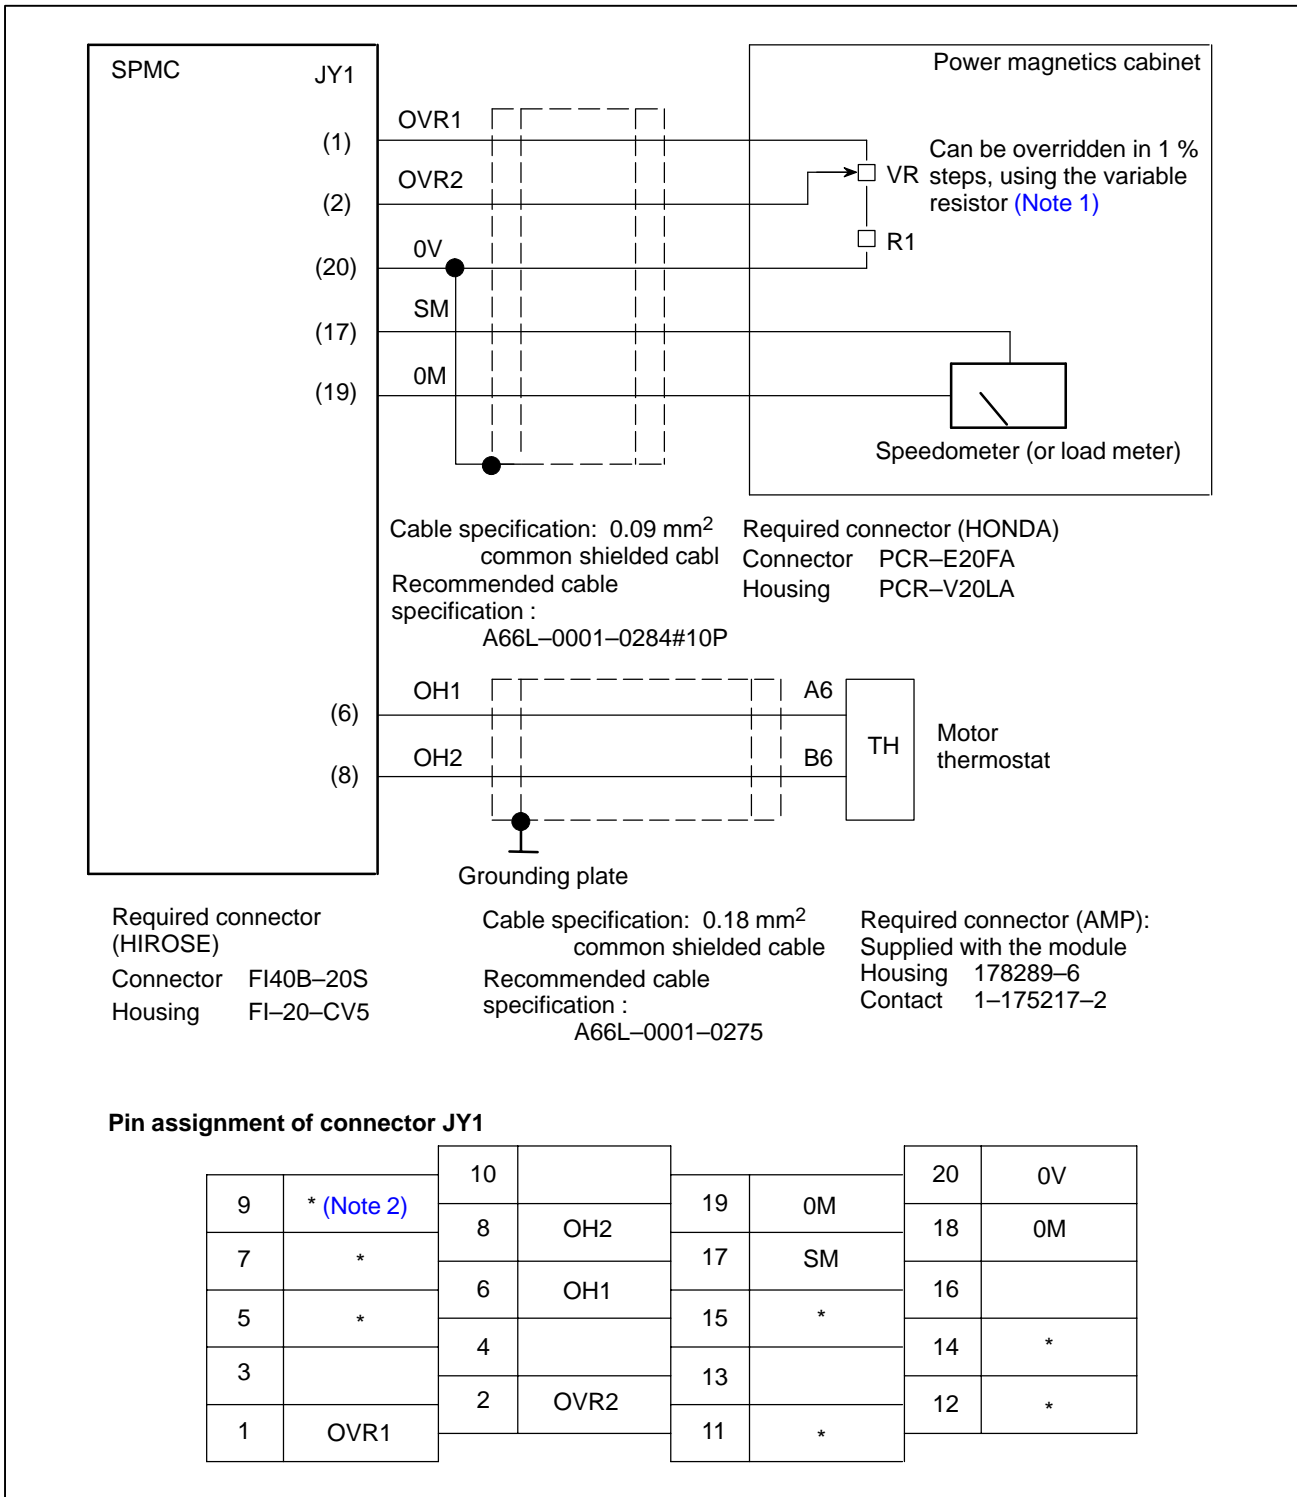 SPMC
JY1
Power magnetics cabinet
OVR1
(1)
Can be overridden in 1 %
VR steps, using the variable
resistor (Note 1)
OVR2
(2)
R1
0V
(20)
SM
(17)
0M
(19)
Speedometer (or load meter)
Cable specification: 0.09 mm2
common shielded cabl
Recommended cable
specification :
A66L–0001–0284#10P
Required connector (HONDA)
Connector PCR–E20FA
Housing PCR–V20LA
OH1
A6
(6)
OH2
B6
(8)
TH
Motor
thermostat
Grounding plate
Required connector
(HIROSE)
Connector FI40B–20S
Housing FI–20–CV5
Cable specification: 0.18 mm2
common shielded cable
Recommended cable
specification :
A66L–0001–0275
Required connector (AMP):
Supplied with the module
Housing 178289–6
Contact 1–175217–2
Pin assignment of connector JY1
9 * (Note 2)
7 *
5 *
3
1 OVR1
10
8 OH2
6 OH1
4
2 OVR2
19 0M
17 SM
15 *
13
11 *
20 0V
18 0M
16
14 *
12 *